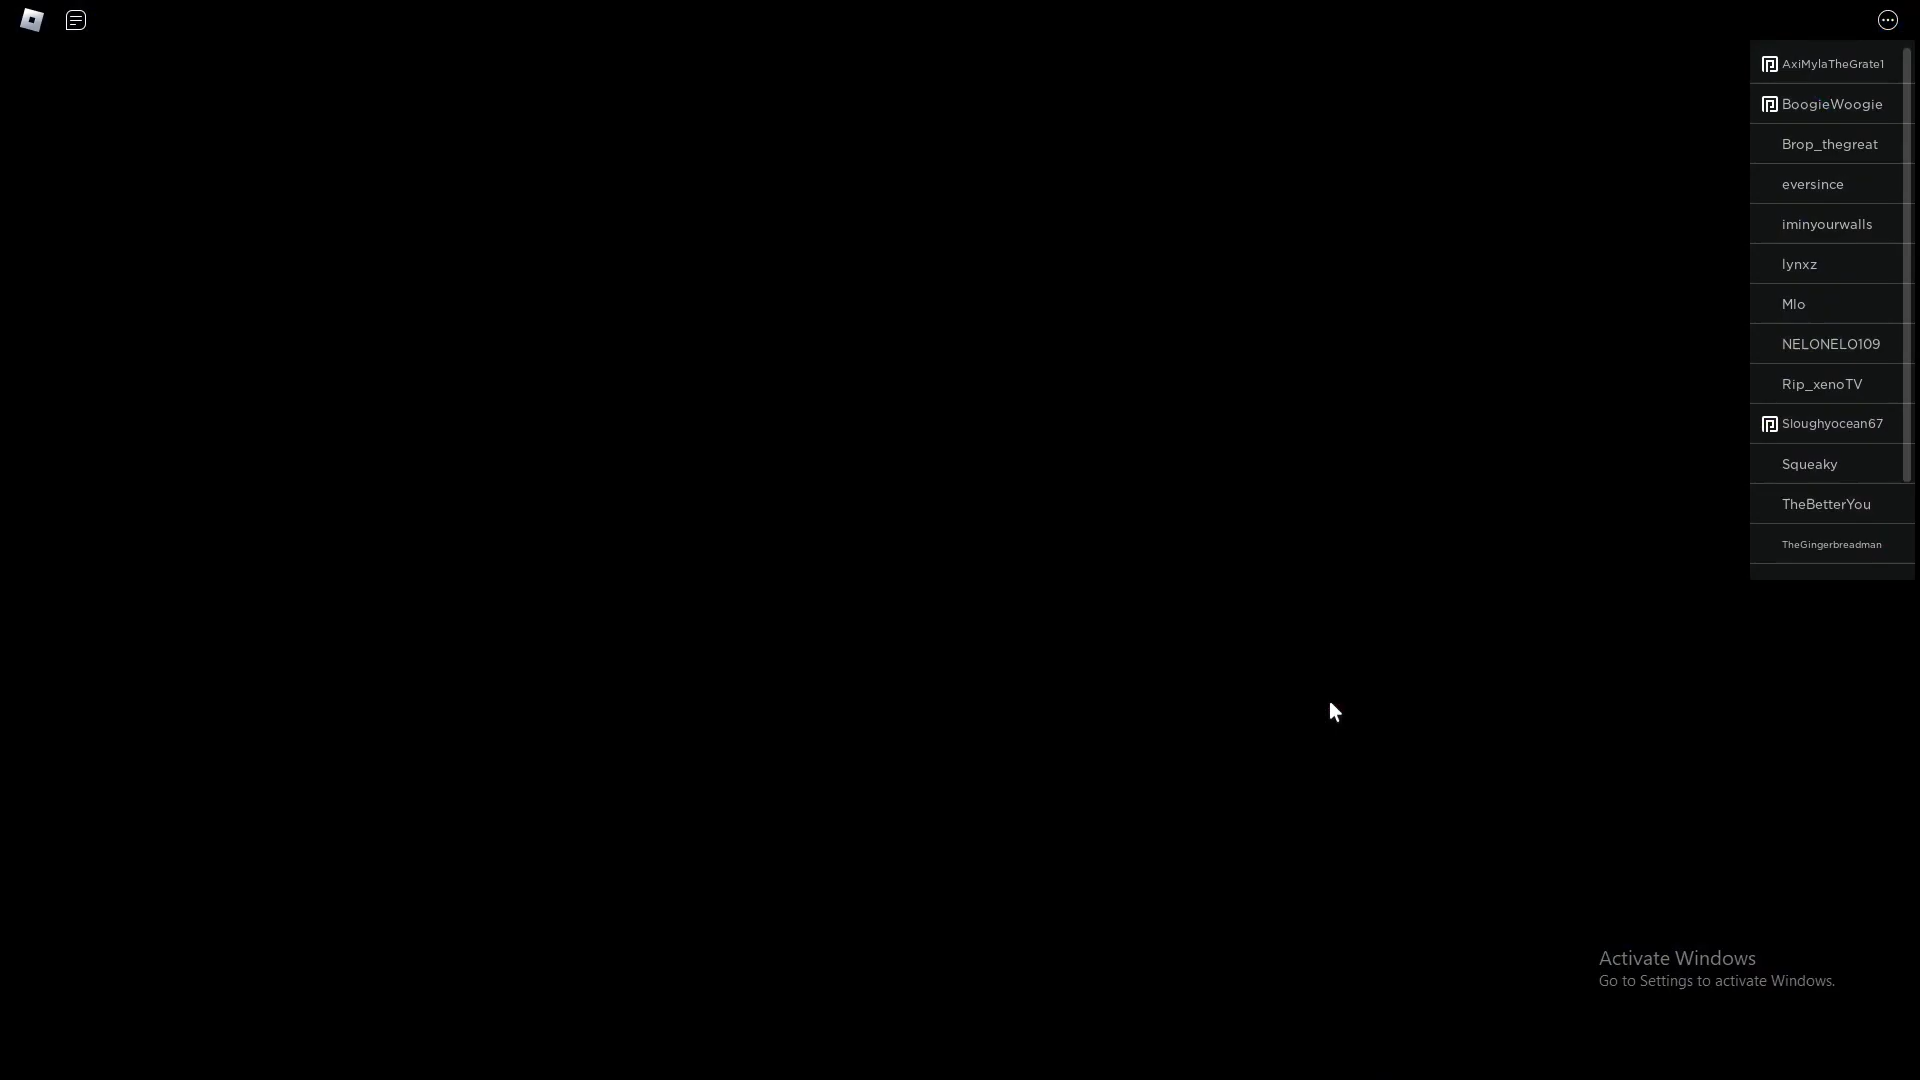 AxiMylaTheGrate1
BoogieWoogie
Brop_thegreat
eversince
iminyourwalls
lynxz
Mlo
NELONELO109
Rip_xenoTV
Sloughyocean67
Squeaky
TheBetterYou
TheGingerbreadman
Activate Windows
Go to Settings to activate Windows.